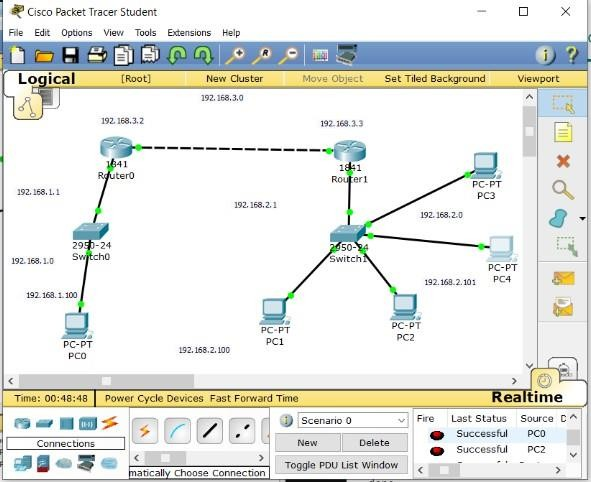 Cisco Packet Tracer Student
File Edit Options View Tools Extensions Help
Logical [Root] New Cluster Move Object Set Tiled Background Viewport
192.168.3.0
192.168.3.2
192.168.3.3
1841
Router0
1841
Router1
PC-PT
PC3
192.168.1.1
192.168.2.1
192.168.2.0
2950-24
Switch0
2950-24
Switch1
192.168.1.0
PC-PT
PC4
192.168.2.101
192.168.1.100
PC-PT
PC0
PC-PT
PC1
PC-PT
PC2
192.168.2.100
Time: 00:48:48 Power Cycle Devices Fast Forward Time Realtime
Connections
Scenario 0
New Delete
Toggle PDU List Window
Fire Last Status Source D
Successful PC0
Successful PC2
matically Choose Connection